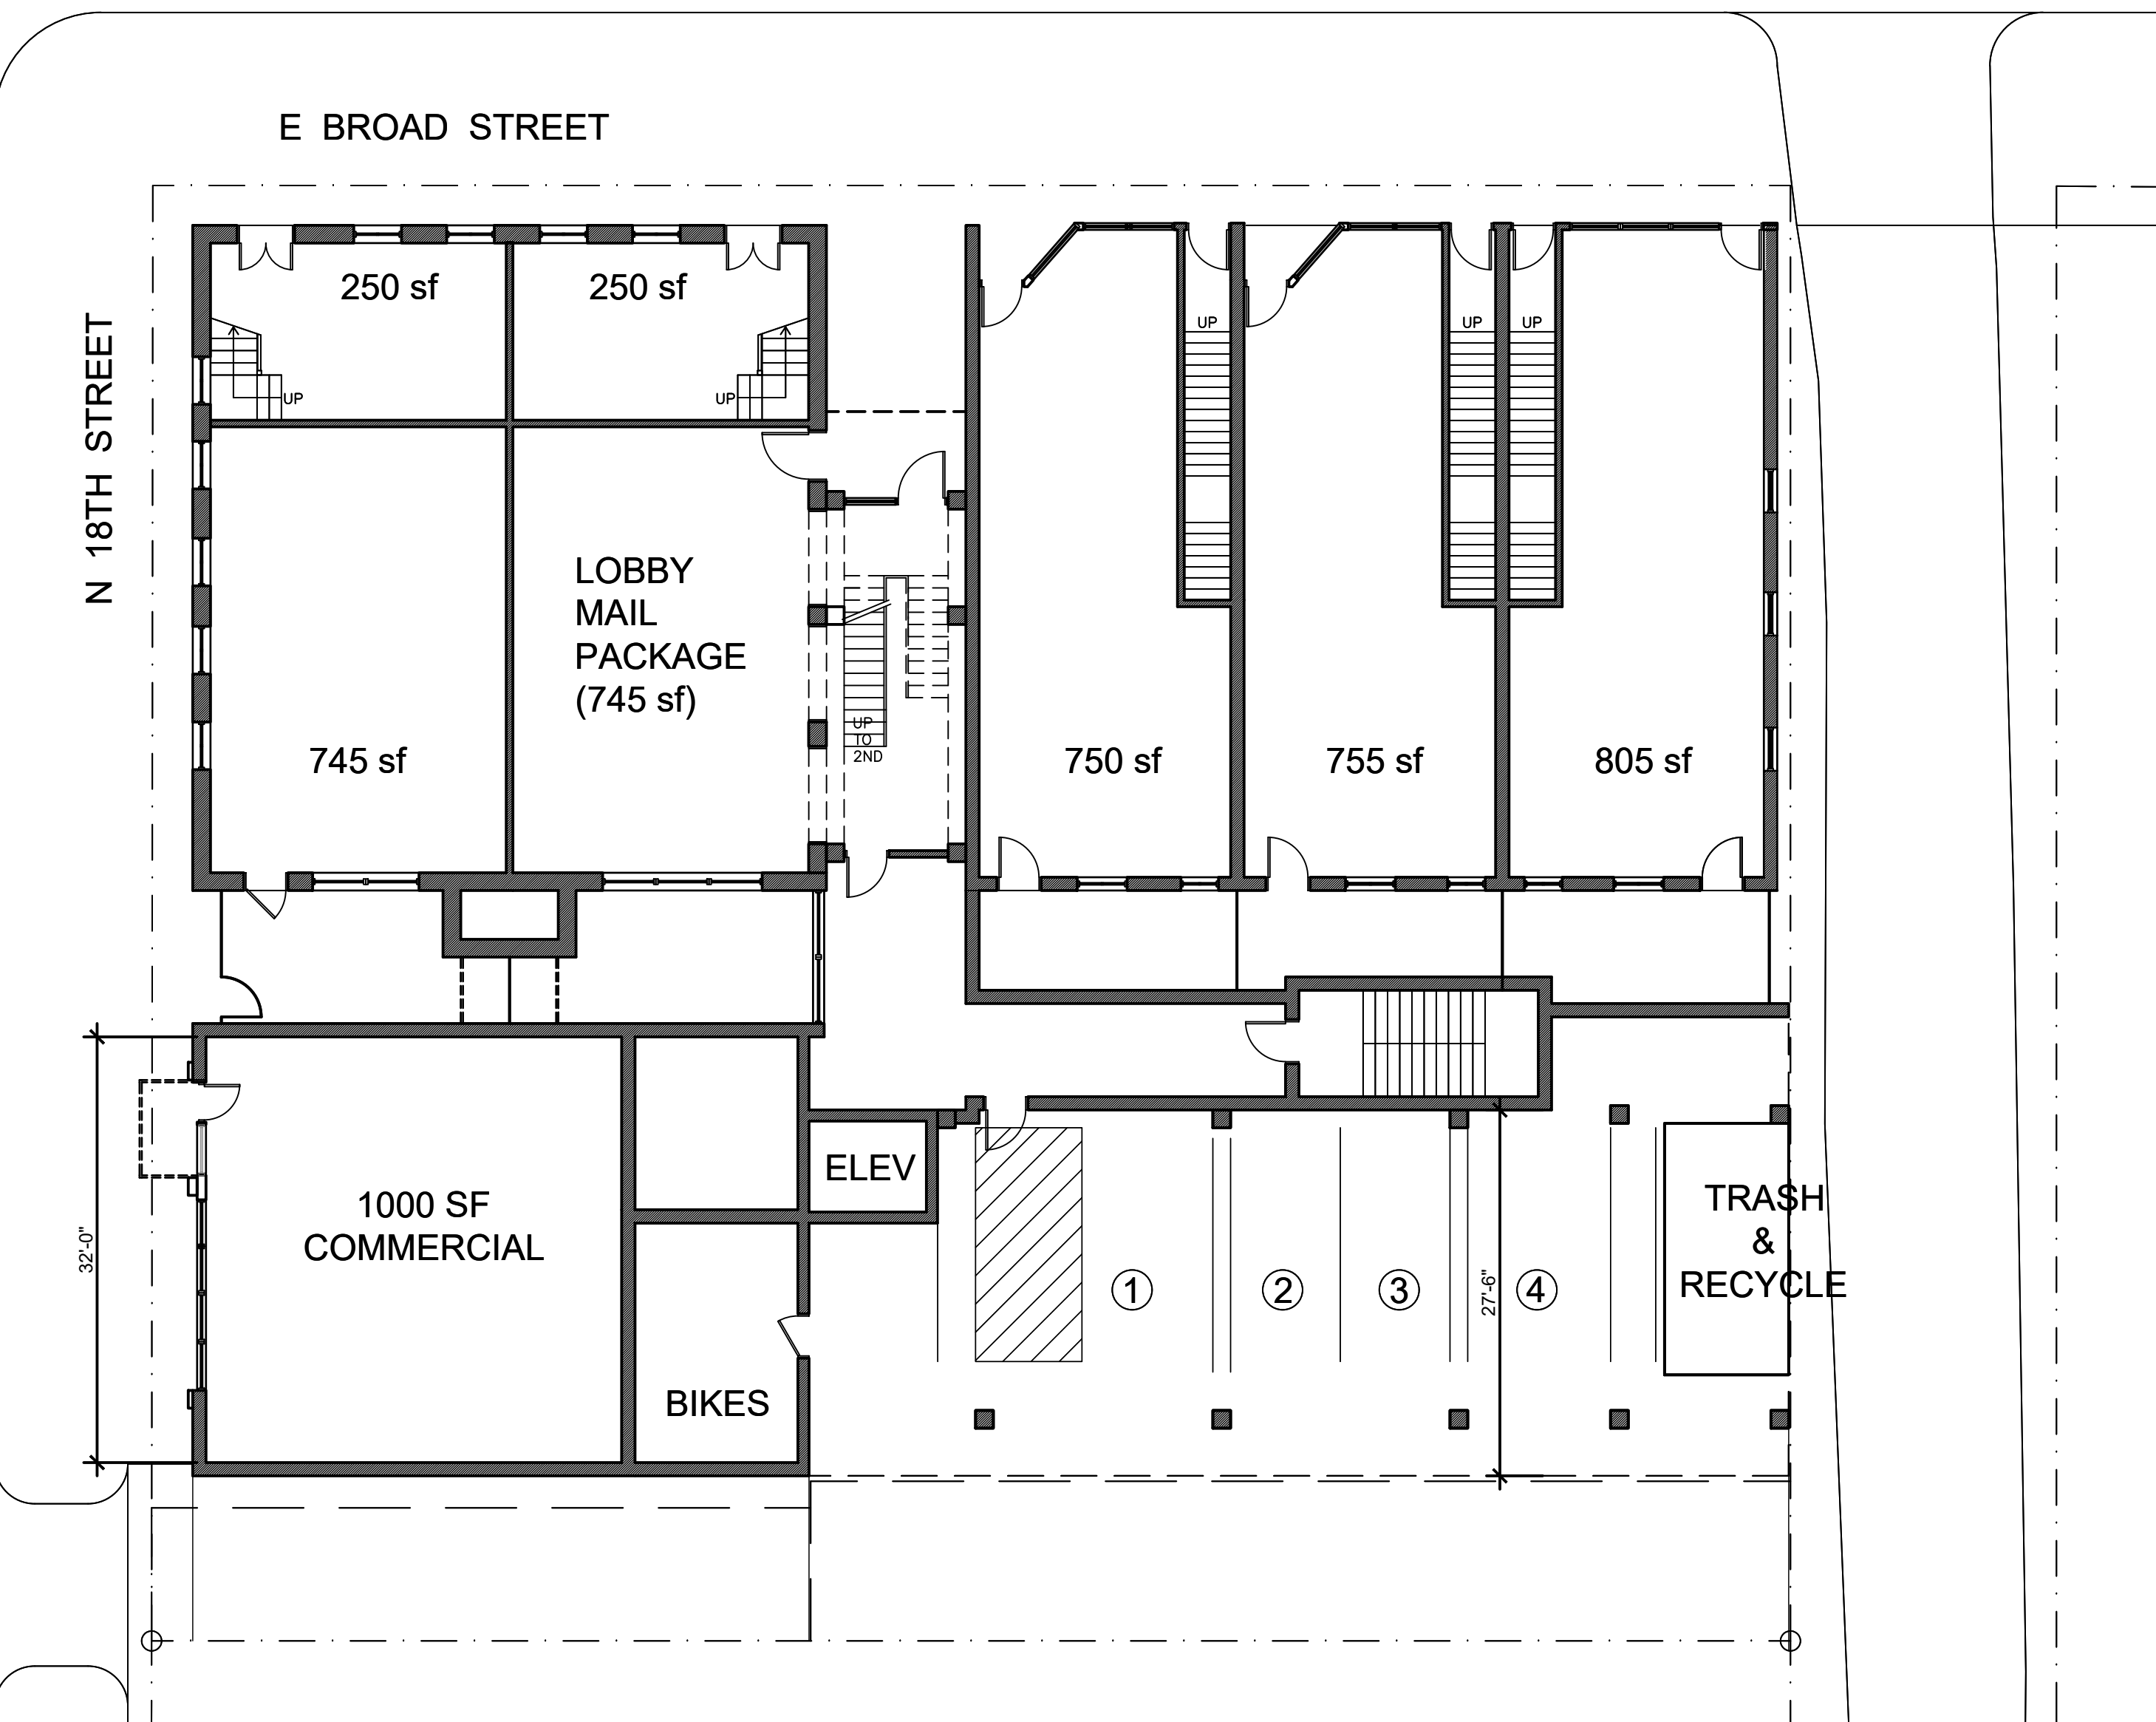 E BROAD STREET
N 18TH STREET
250 sf
250 sf
UP
UP
UP
UP
UP
LOBBY
MAIL
PACKAGE
(745 sf)
UP
TO
2ND
745 sf
750 sf
755 sf
805 sf
32'-0"
1000 SF
COMMERCIAL
ELEV
BIKES
1
2
3
27'-6"
4
TRASH
&
RECYCLE